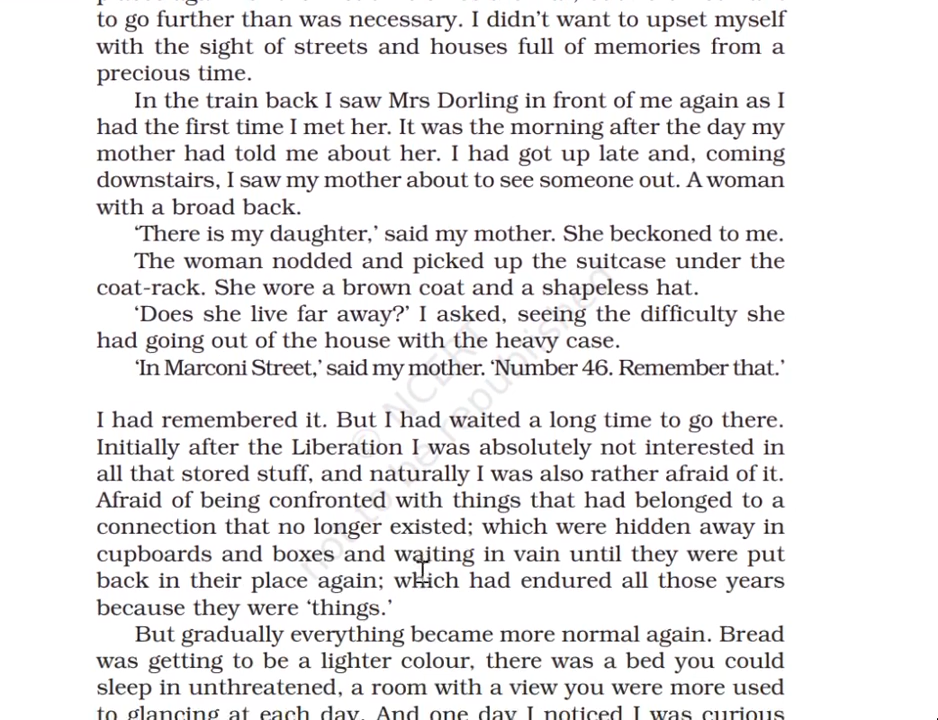 to go further than was necessary. I didn’t want to upset myself
with the sight of streets and houses full of memories from a
precious time.
In the train back I saw Mrs Dorling in front of me again as I
had the first time I met her. It was the morning after the day my
mother had told me about her. I had got up late and, coming
downstairs, I saw my mother about to see someone out. A woman
with a broad back.
‘There is my daughter,’ said my mother. She beckoned to me.
The woman nodded and picked up the suitcase under the
coat-rack. She wore a brown coat and a shapeless hat.
‘Does she live far away?’ I asked, seeing the difficulty she
had going out of the house with the heavy case.
‘In Marconi Street,’ said my mother. ‘Number 46. Remember that.’
I had remembered it. But I had waited a long time to go there.
Initially after the Liberation I was absolutely not interested in
all that stored stuff, and naturally I was also rather afraid of it.
Afraid of being confronted with things that had belonged to a
connection that no longer existed; which were hidden away in
cupboards and boxes and waiting in vain until they were put
back in their place again; which had endured all those years
because they were ‘things.’
But gradually everything became more normal again. Bread
was getting to be a lighter colour, there was a bed you could
sleep in unthreatened, a room with a view you were more used
to glancing at each day. And one day I noticed I was curious
© NCERT
not to be republished